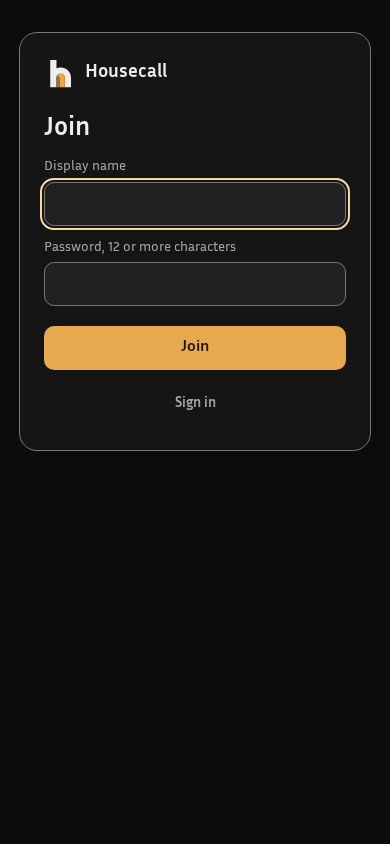 Housecall
Join
Display name
Password, 12 or more characters
Join
Sign in